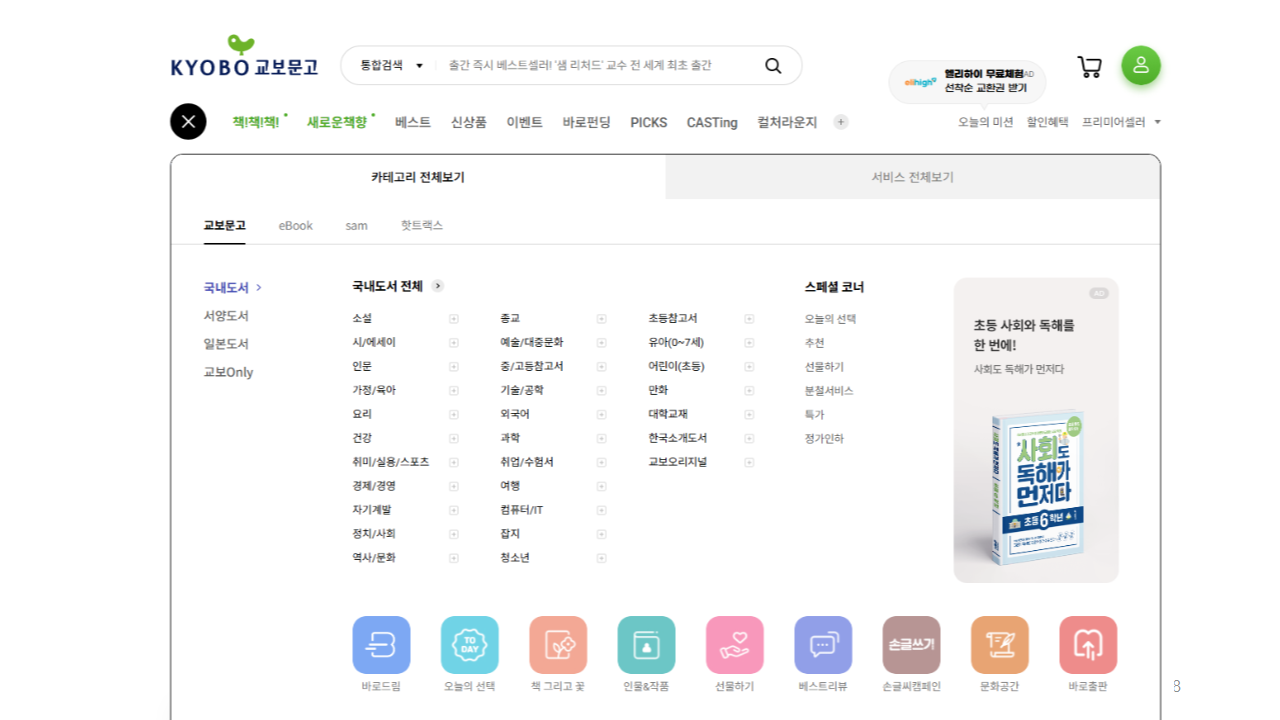 KYOBO 교보문고
통합검색
출간 즉시 베스트셀러! '샘 리처드' 교수 전 세계 최초 출간
elihigh
엘리하이 무료체험AD
선착순 교환권 받기
책!책!책!
새로운책향
베스트
신상품
이벤트
바로펀딩
PICKS
CASTing
컬처라운지
오늘의 미션
할인혜택
프리미어셀러
카테고리 전체보기
서비스 전체보기
교보문고
eBook
sam
핫트랙스
국내도서
서양도서
일본도서
교보Only
국내도서 전체
소설
시/에세이
인문
가정/육아
요리
건강
취미/실용/스포츠
경제/경영
자기계발
정치/사회
역사/문화
종교
예술/대중문화
중/고등참고서
기술/공학
외국어
과학
취업/수험서
여행
컴퓨터/IT
잡지
청소년
초등참고서
유아(0~7세)
어린이(초등)
만화
대학교재
한국소개도서
교보오리지널
스페셜 코너
오늘의 선택
추천
선물하기
분철서비스
특가
정가인하
AD
초등 사회와 독해를
한 번에!
사회도 독해가 먼저다
사회도
독해가
먼저다
초등 6학년
TO
DAY
손글쓰기
바로드림
오늘의 선택
책 그리고 꽃
인물&작품
선물하기
베스트리뷰
손글씨캠페인
문화공간
바로출판
8